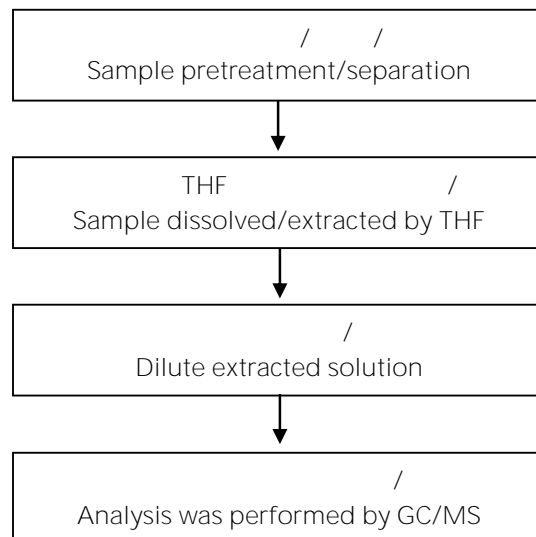 / /
Sample pretreatment/separation
THF /
Sample dissolved/extracted by THF
/
Dilute extracted solution
/
Analysis was performed by GC/MS